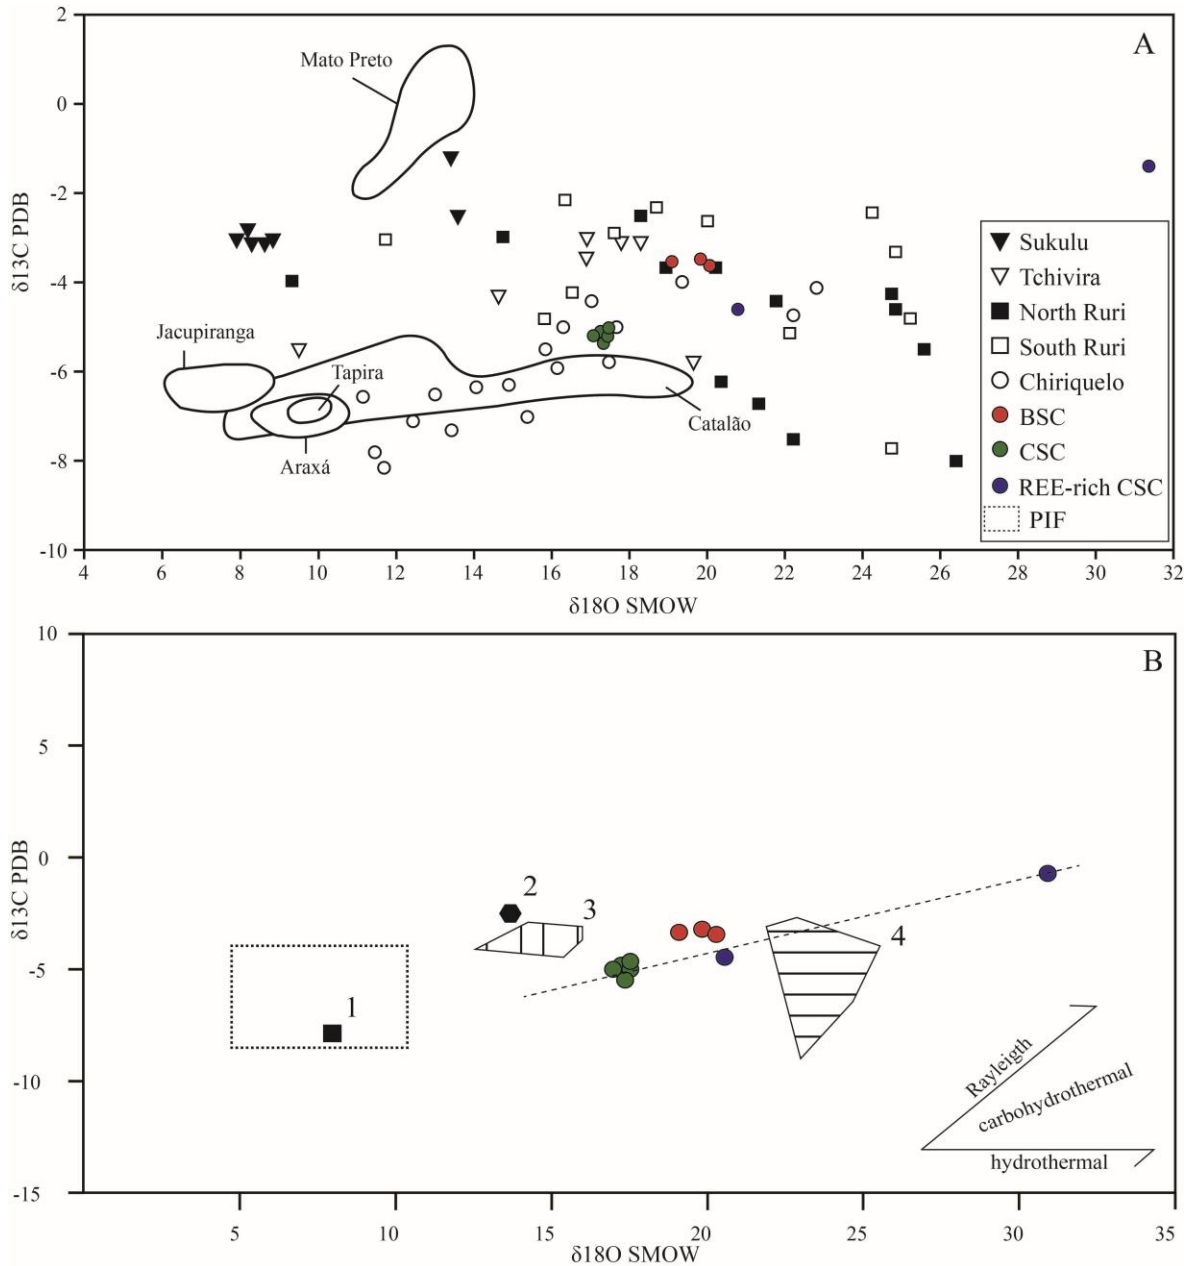 A
2
0
-2
-4
-6
-8
-10
δ13C PDB
Mato Preto
Jacupiranga
Tapira
Araxá
Catalão
Sukulu
Tchivira
North Ruri
South Ruri
Chiriquelo
BSC
CSC
REE-rich CSC
PIF
4 6 8 10 12 14 16 18 20 22 24 26 28 30 32
δ18O SMOW
B
10
5
0
-5
-10
-15
δ13C PDB
1
2
3
4
Rayleigth
carbohydrothermal
hydrothermal
5 10 15 20 25 30 35
δ18O SMOW